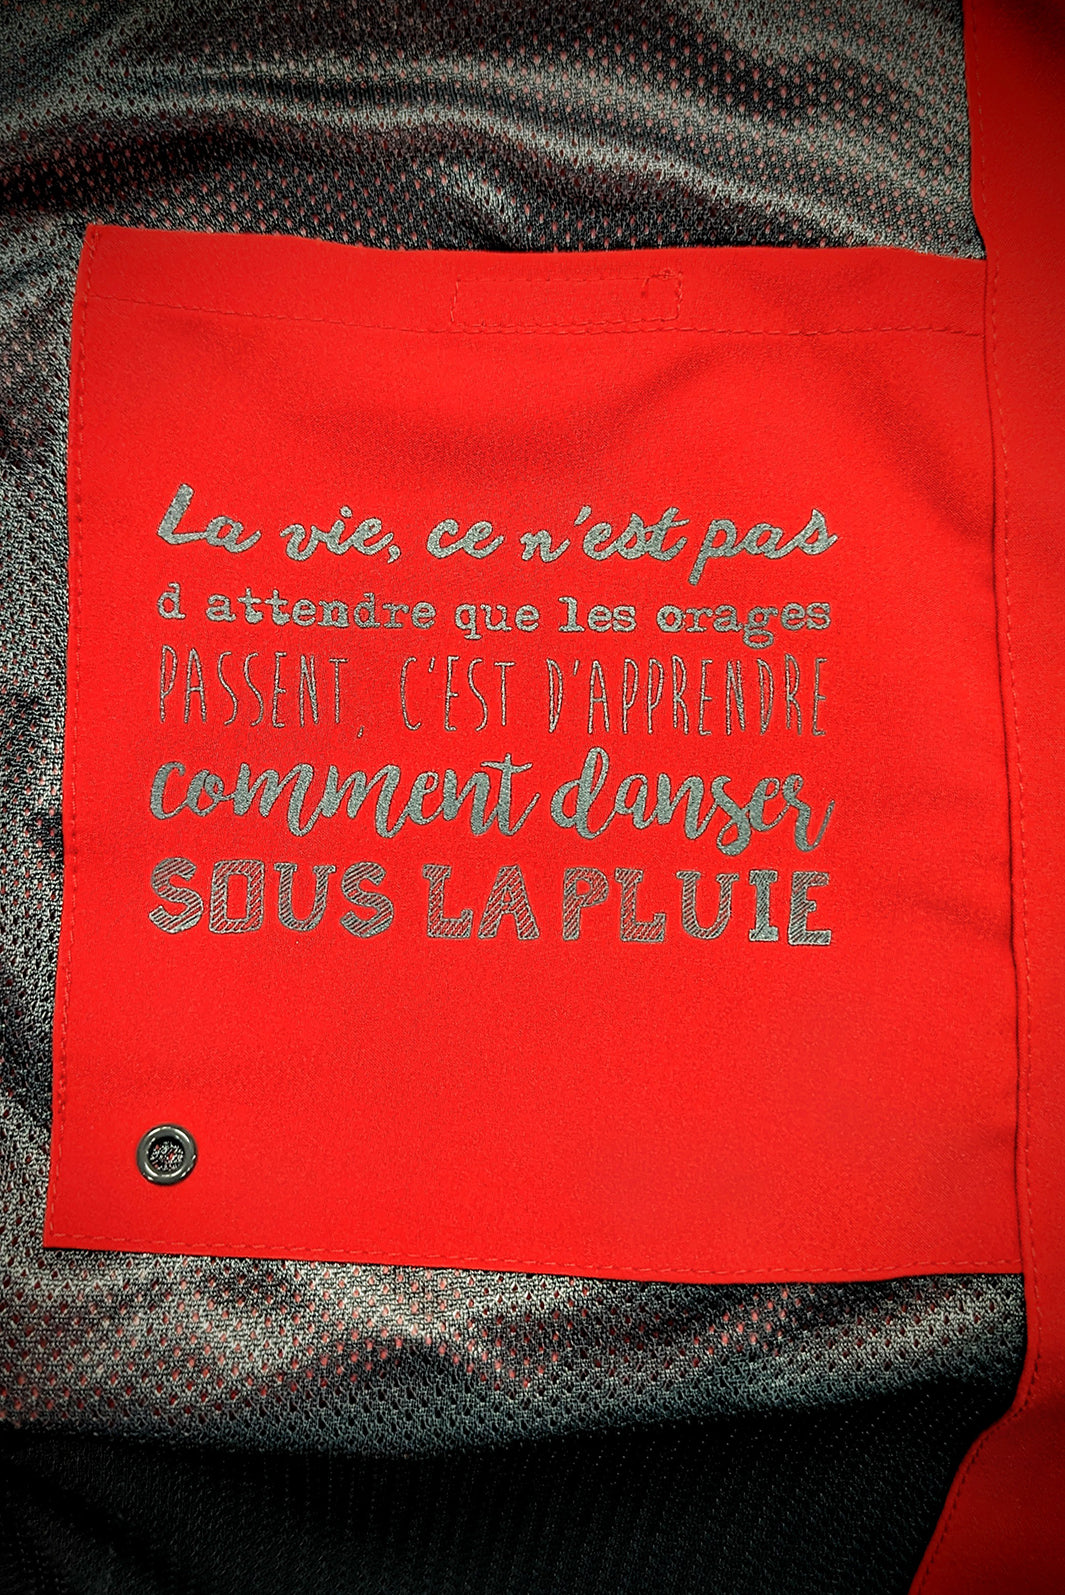 La vie, ce n'est pas
d attendre que les orages
PASSENT, C'EST D'APPRENDRE
comment danser
SOUS LA PLUIE